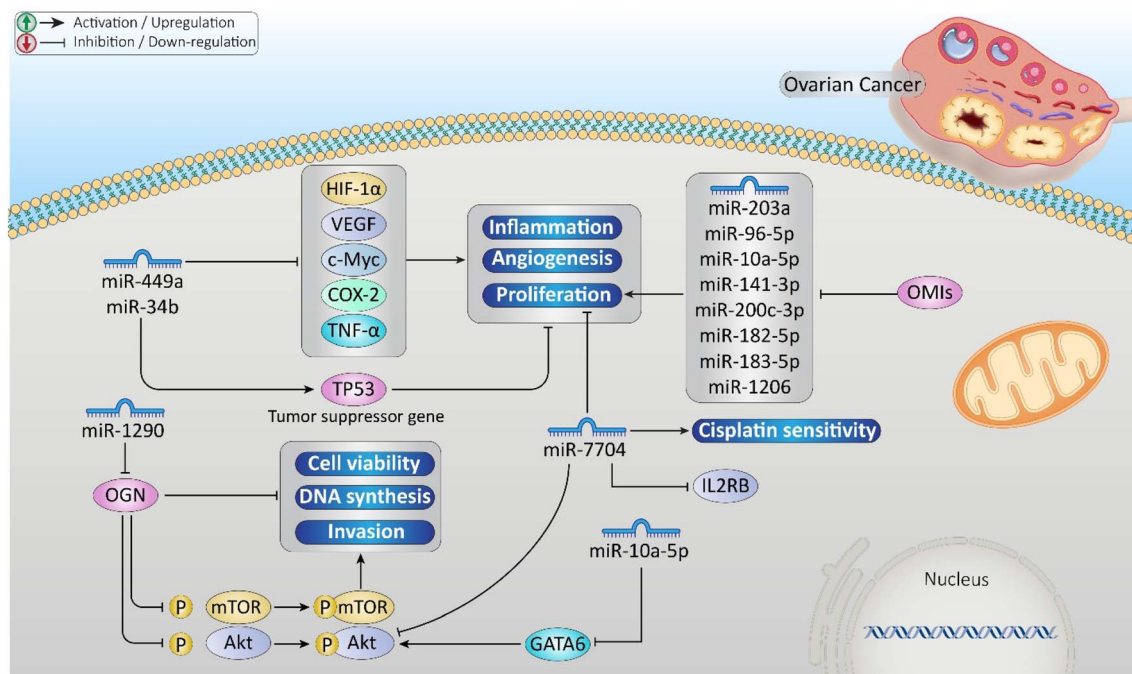 Activation / Upregulation
Inhibition / Down-regulation
Ovarian Cancer
HIF-1α
VEGF
c-Myc
COX-2
TNF-α
Inflammation
Angiogenesis
Proliferation
miR-203a
miR-96-5p
miR-10a-5p
miR-141-3p
miR-200c-3p
miR-182-5p
miR-183-5p
miR-1206
OMIs
miR-449a
miR-34b
TP53
Tumor suppressor gene
miR-1290
OGN
Cell viability
DNA synthesis
Invasion
miR-7704
Cisplatin sensitivity
IL2RB
miR-10a-5p
P mTOR P mTOR
P Akt P Akt
GATA6
Nucleus